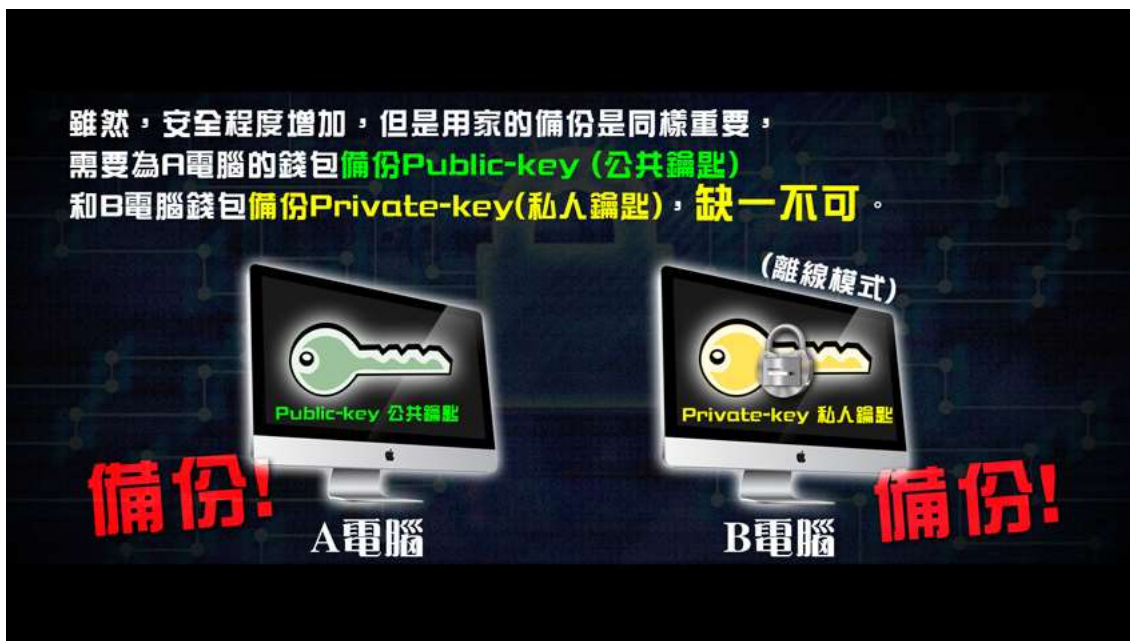 雖然，安全程度增加，但是用家的備份是同樣重要，
需要為A電腦的錢包備份Public-key (公共鑰匙)
和B電腦錢包備份Private-key(私人鑰匙)，缺一不可。
(離線模式)
Public-key 公共鑰匙
Private-key 私人鑰匙
備份!
備份!
A電腦
B電腦